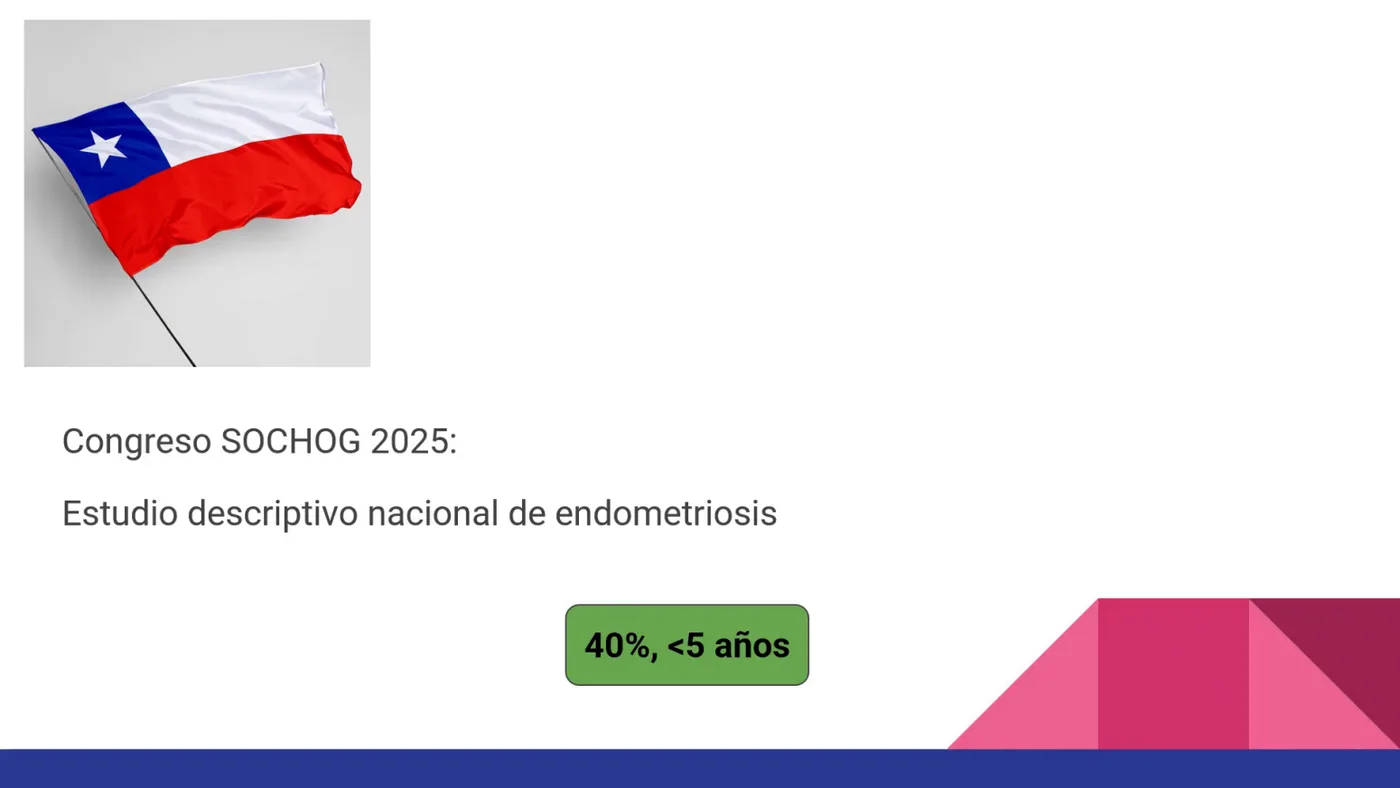 Congreso SOCHOG 2025:
Estudio descriptivo nacional de endometriosis
40%, <5 años